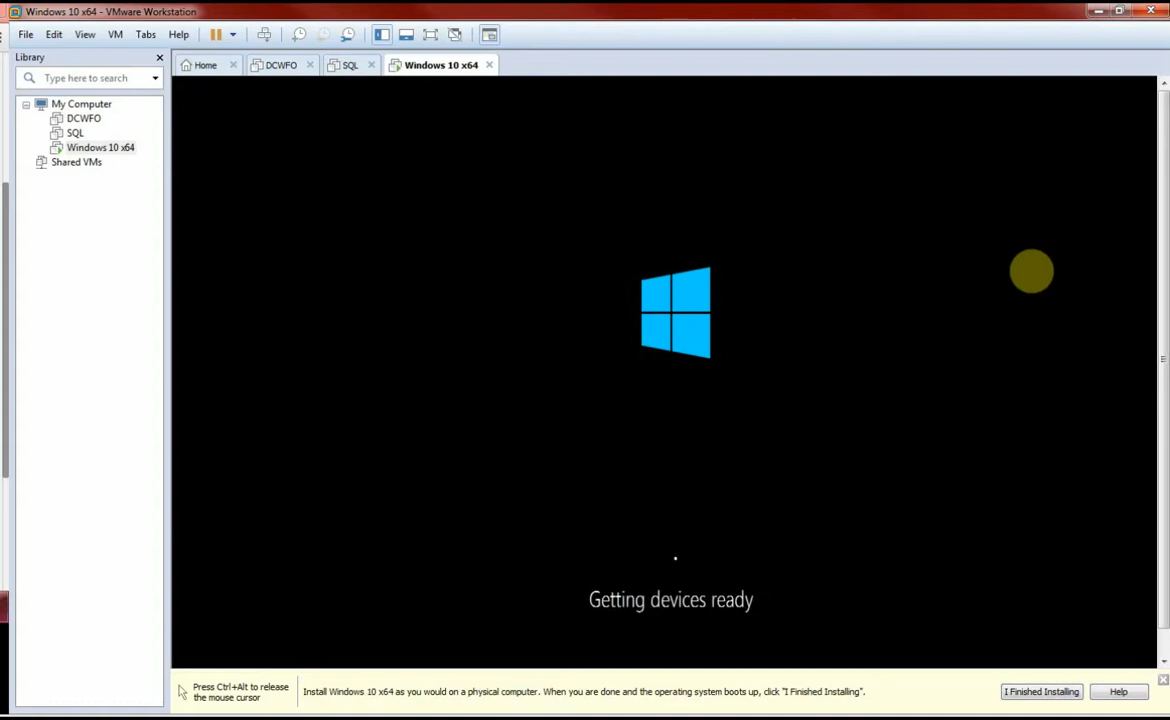 Windows 10 x64 - VMware Workstation
File Edit View VM Tabs Help
Library
Type here to search
My Computer
DCWFO
SQL
Windows 10 x64
Shared VMs
Home DCWFO SQL Windows 10 x64
Getting devices ready
Press Ctrl+Alt to release
the mouse cursor
Install Windows 10 x64 as you would on a physical computer. When you are done and the operating system boots up, click "I Finished Installing".
I Finished Installing Help